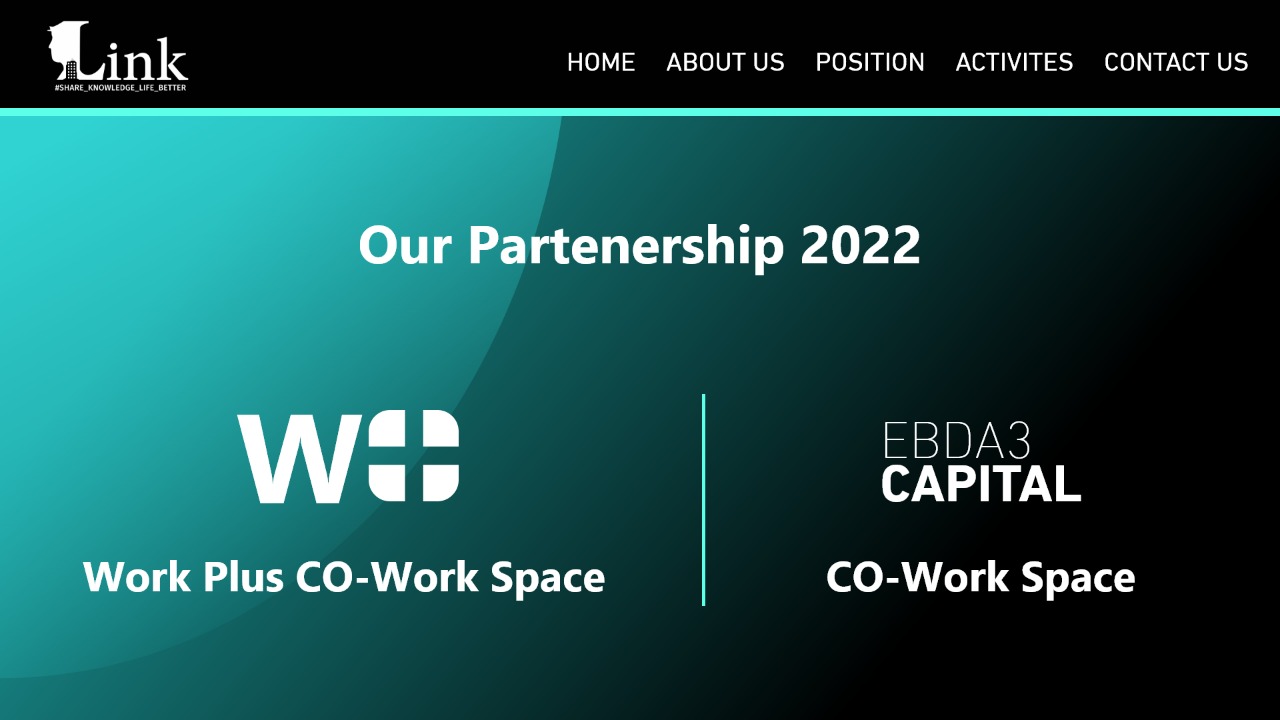 Link
#SHARE_KNOWLEDGE_LIFE_BETTER
HOME ABOUT US POSITION ACTIVITES CONTACT US
Our Partenership 2022
W
Work Plus CO-Work Space
EBDA3
CAPITAL
CO-Work Space